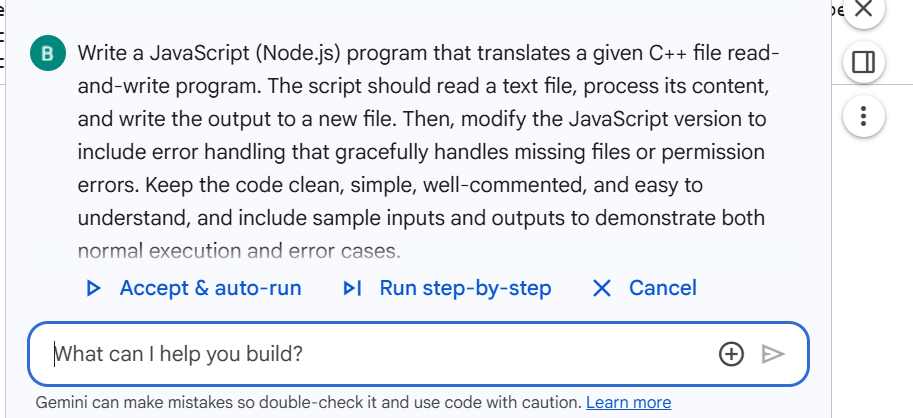 B
Write a JavaScript (Node.js) program that translates a given C++ file read-
and-write program. The script should read a text file, process its content,
and write the output to a new file. Then, modify the JavaScript version to
include error handling that gracefully handles missing files or permission
errors. Keep the code clean, simple, well-commented, and easy to
understand, and include sample inputs and outputs to demonstrate both
normal execution and error cases.
Accept & auto-run Run step-by-step Cancel
What can I help you build?
Gemini can make mistakes so double-check it and use code with caution. Learn more